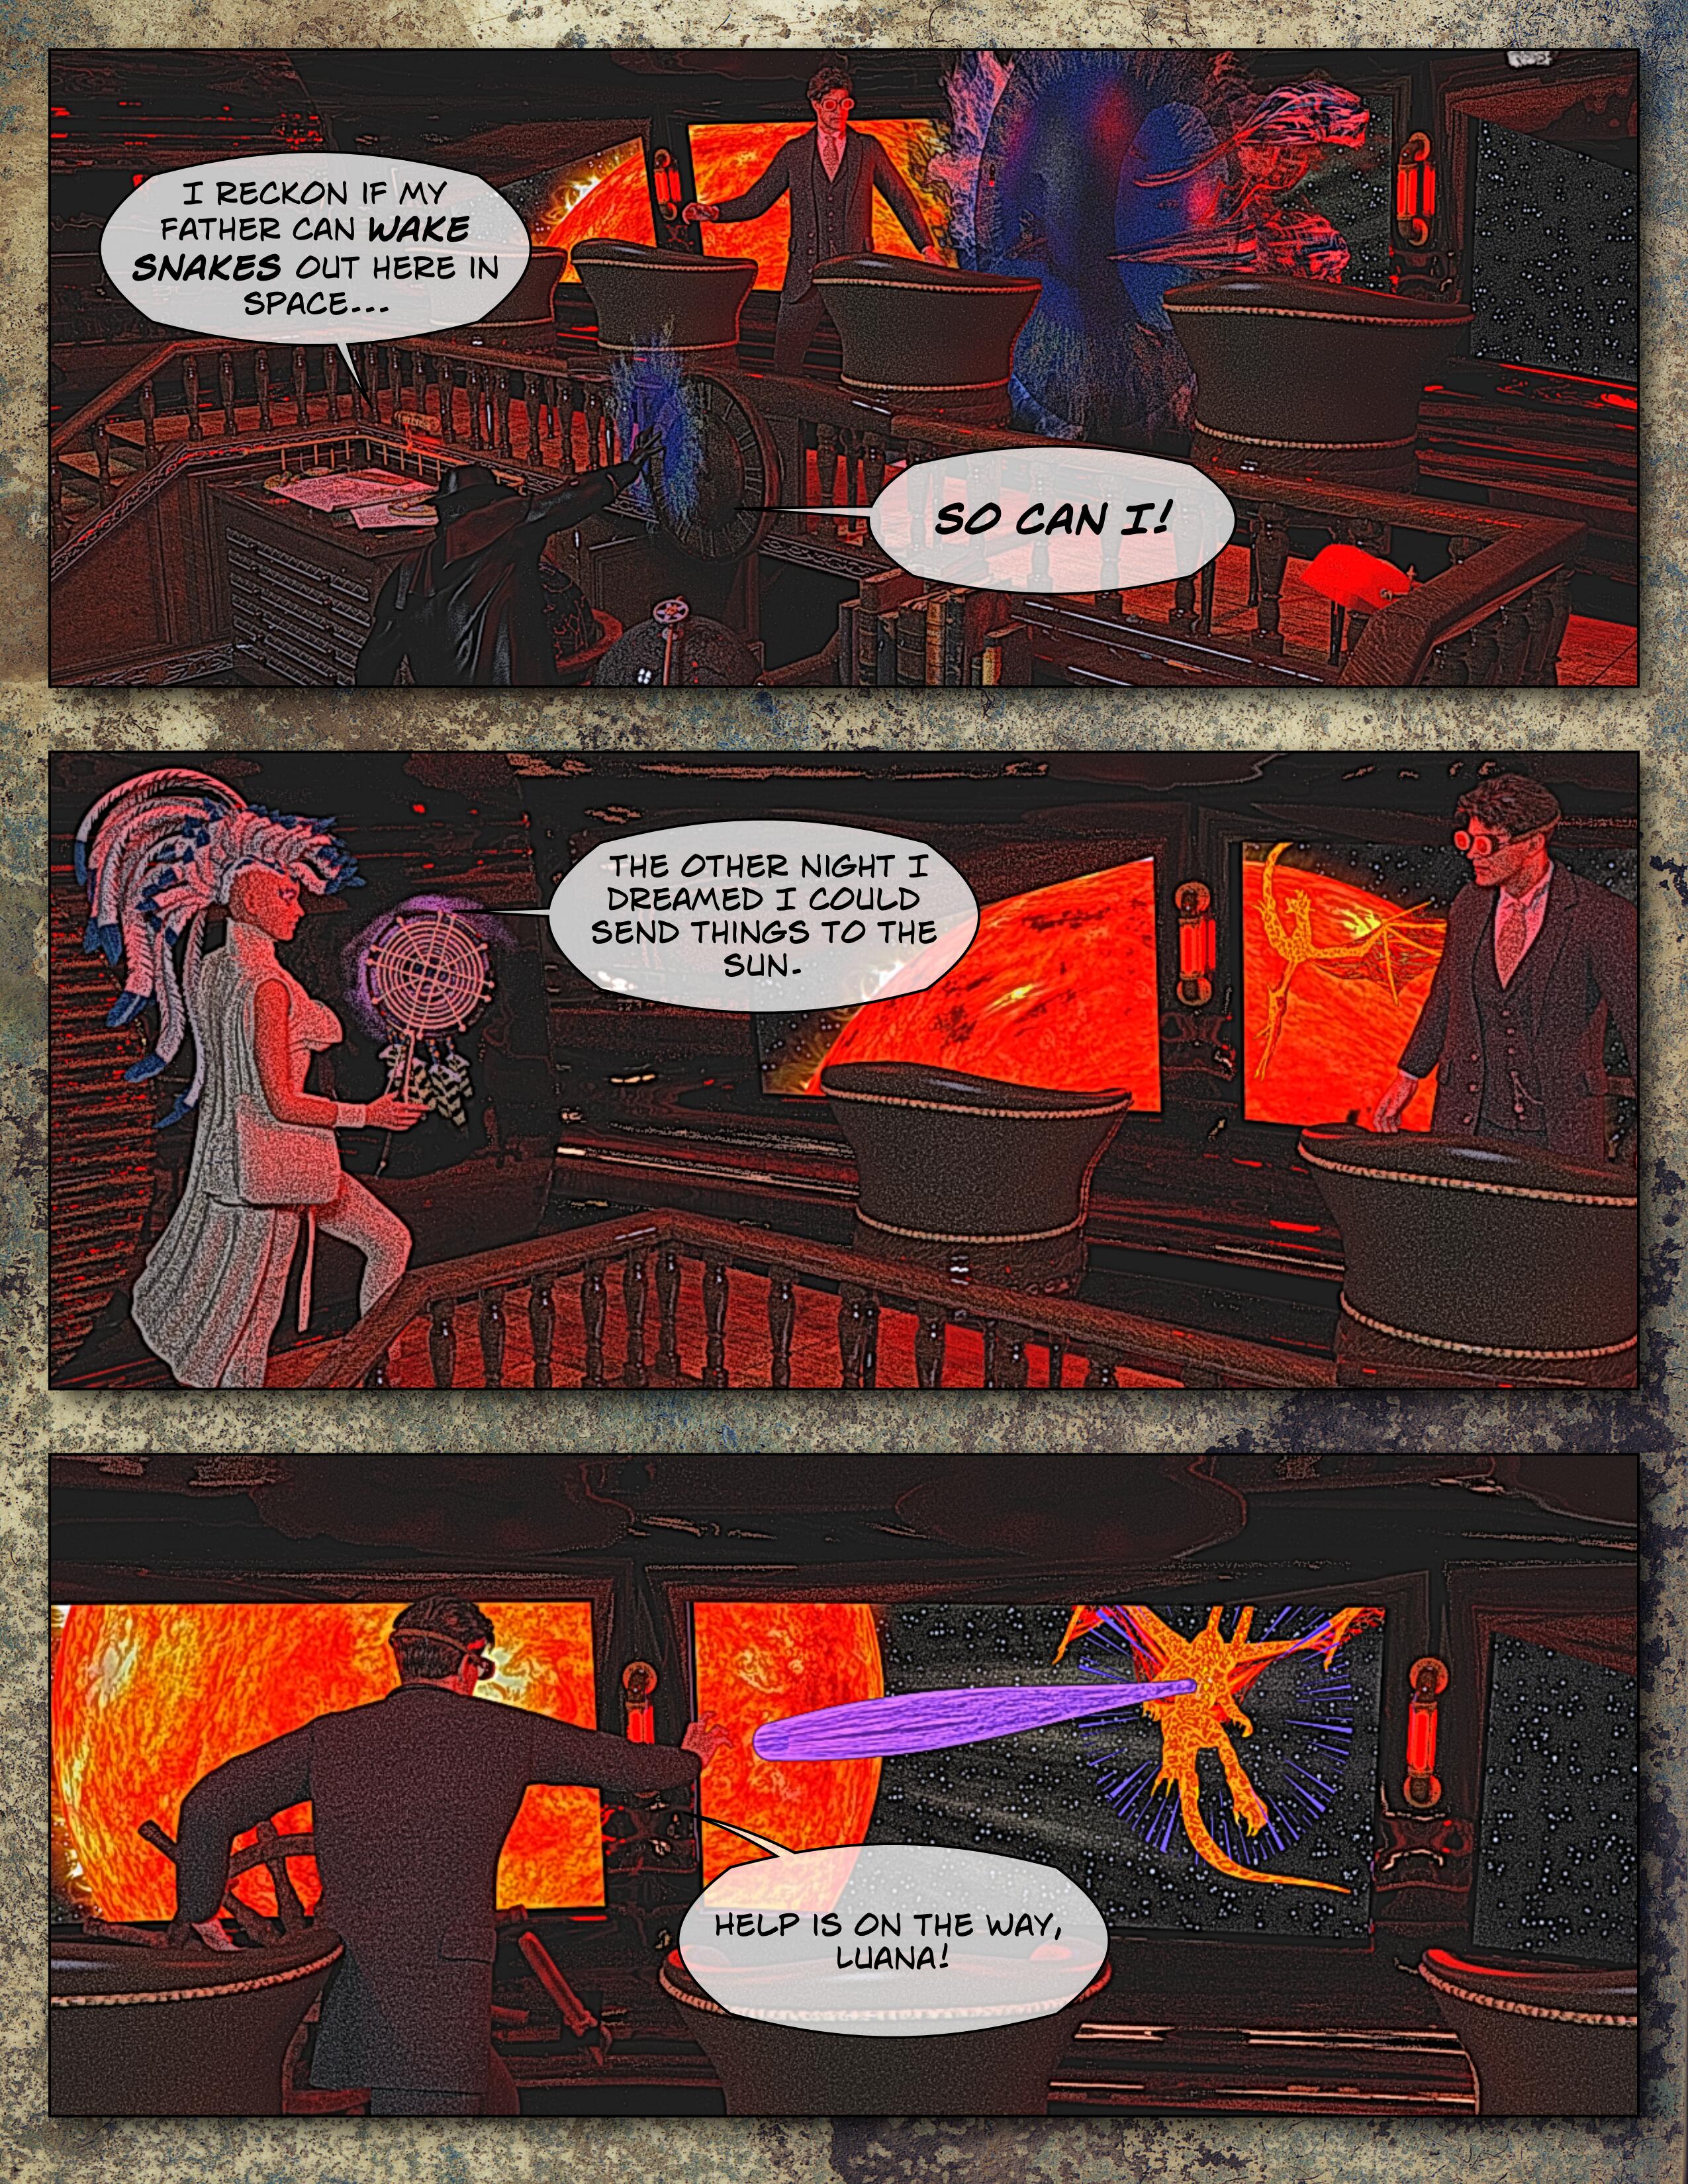 I RECKON IF MY
FATHER CAN WAKE
SNAKES OUT HERE IN
SPACE...
SO CAN I!
THE OTHER NIGHT I
DREAMED I COULD
SEND THINGS TO THE
SUN.
HELP IS ON THE WAY,
LUANA!